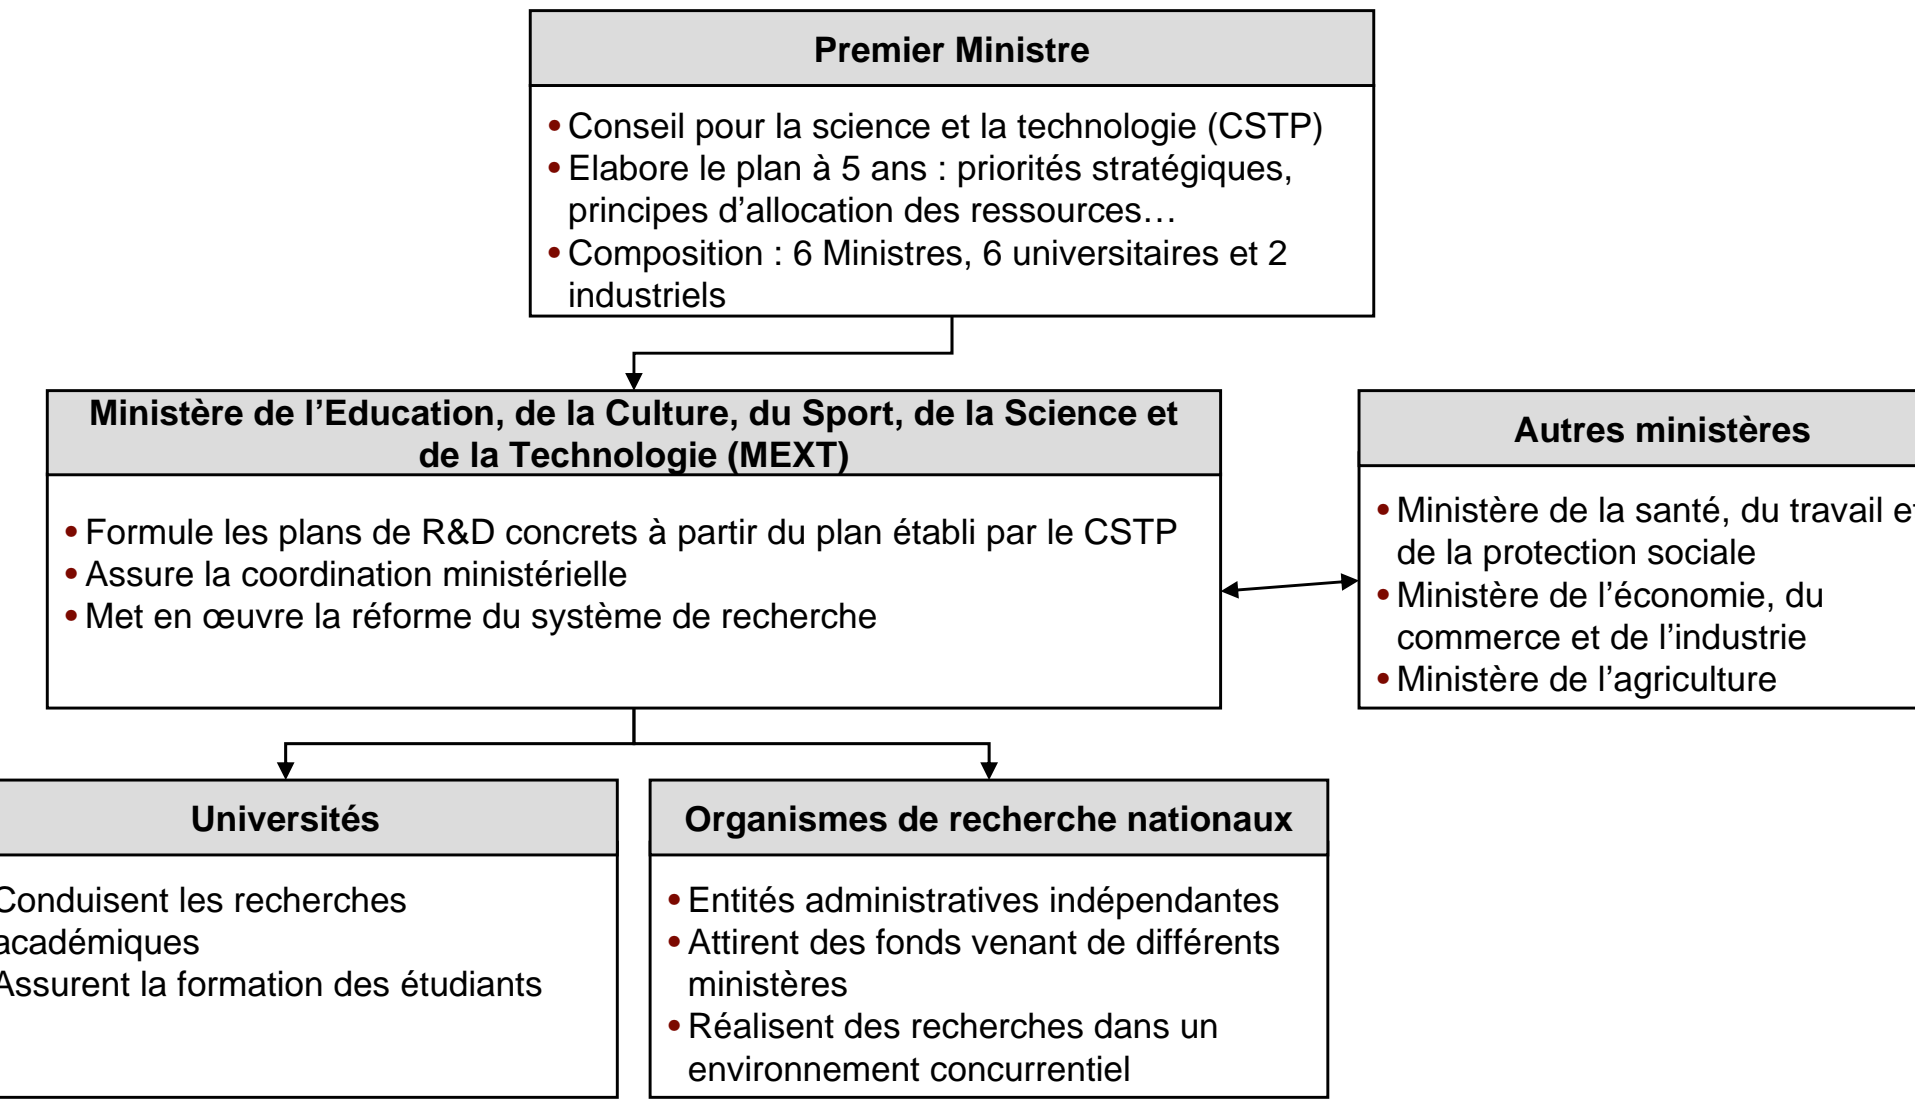 Premier Ministre
• Conseil pour la science et la technologie (CSTP)
• Elabore le plan à 5 ans : priorités stratégiques,
principes d’allocation des ressources…
• Composition : 6 Ministres, 6 universitaires et 2
industriels
Ministère de l’Education, de la Culture, du Sport, de la Science et
de la Technologie (MEXT)
• Formule les plans de R&D concrets à partir du plan établi par le CSTP
• Assure la coordination ministérielle
• Met en œuvre la réforme du système de recherche
Autres ministères
• Ministère de la santé, du travail et
de la protection sociale
• Ministère de l’économie, du
commerce et de l’industrie
• Ministère de l’agriculture
Universités
Conduisent les recherches
académiques
Assurent la formation des étudiants
Organismes de recherche nationaux
• Entités administratives indépendantes
• Attirent des fonds venant de différents
ministères
• Réalisent des recherches dans un
environnement concurrentiel